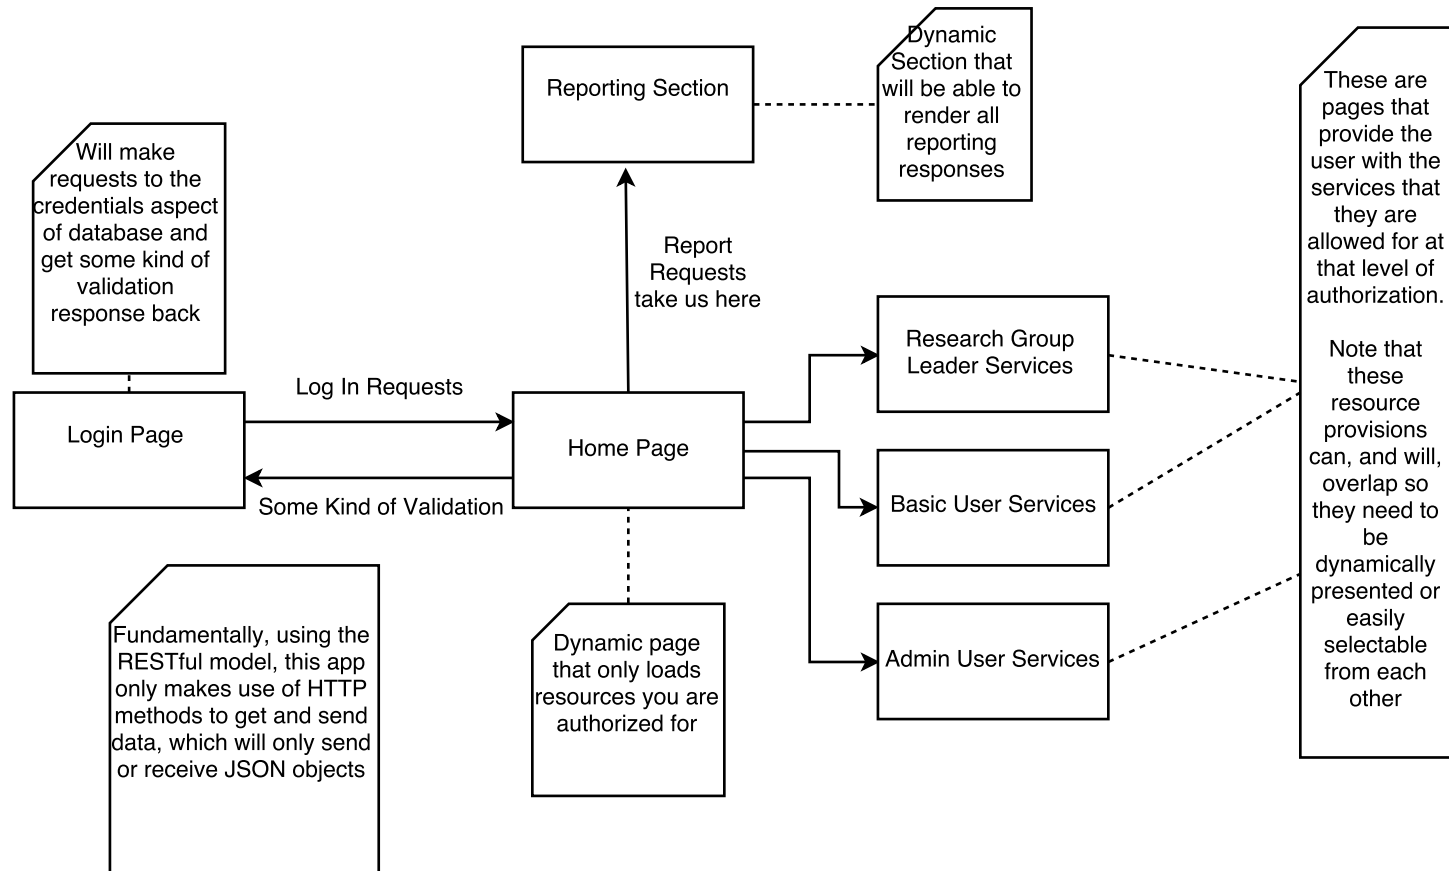 Dynamic
Section that
will be able to
render all
reporting
responses
Reporting Section
These are
pages that
provide the
user with the
services that
they are
allowed for at
that level of
authorization.
Note that
these
resource
provisions
can, and will,
overlap so
they need to
be
dynamically
presented or
easily
selectable
from each
other
Will make
requests to the
credentials aspect
of database and
get some kind of
validation
response back
Report
Requests
take us here
Research Group
Leader Services
Log In Requests
Login Page
Home Page
Some Kind of Validation
Basic User Services
Admin User Services
Fundamentally, using the
RESTful model, this app
only makes use of HTTP
methods to get and send
data, which will only send
or receive JSON objects
Dynamic page
that only loads
resources you are
authorized for